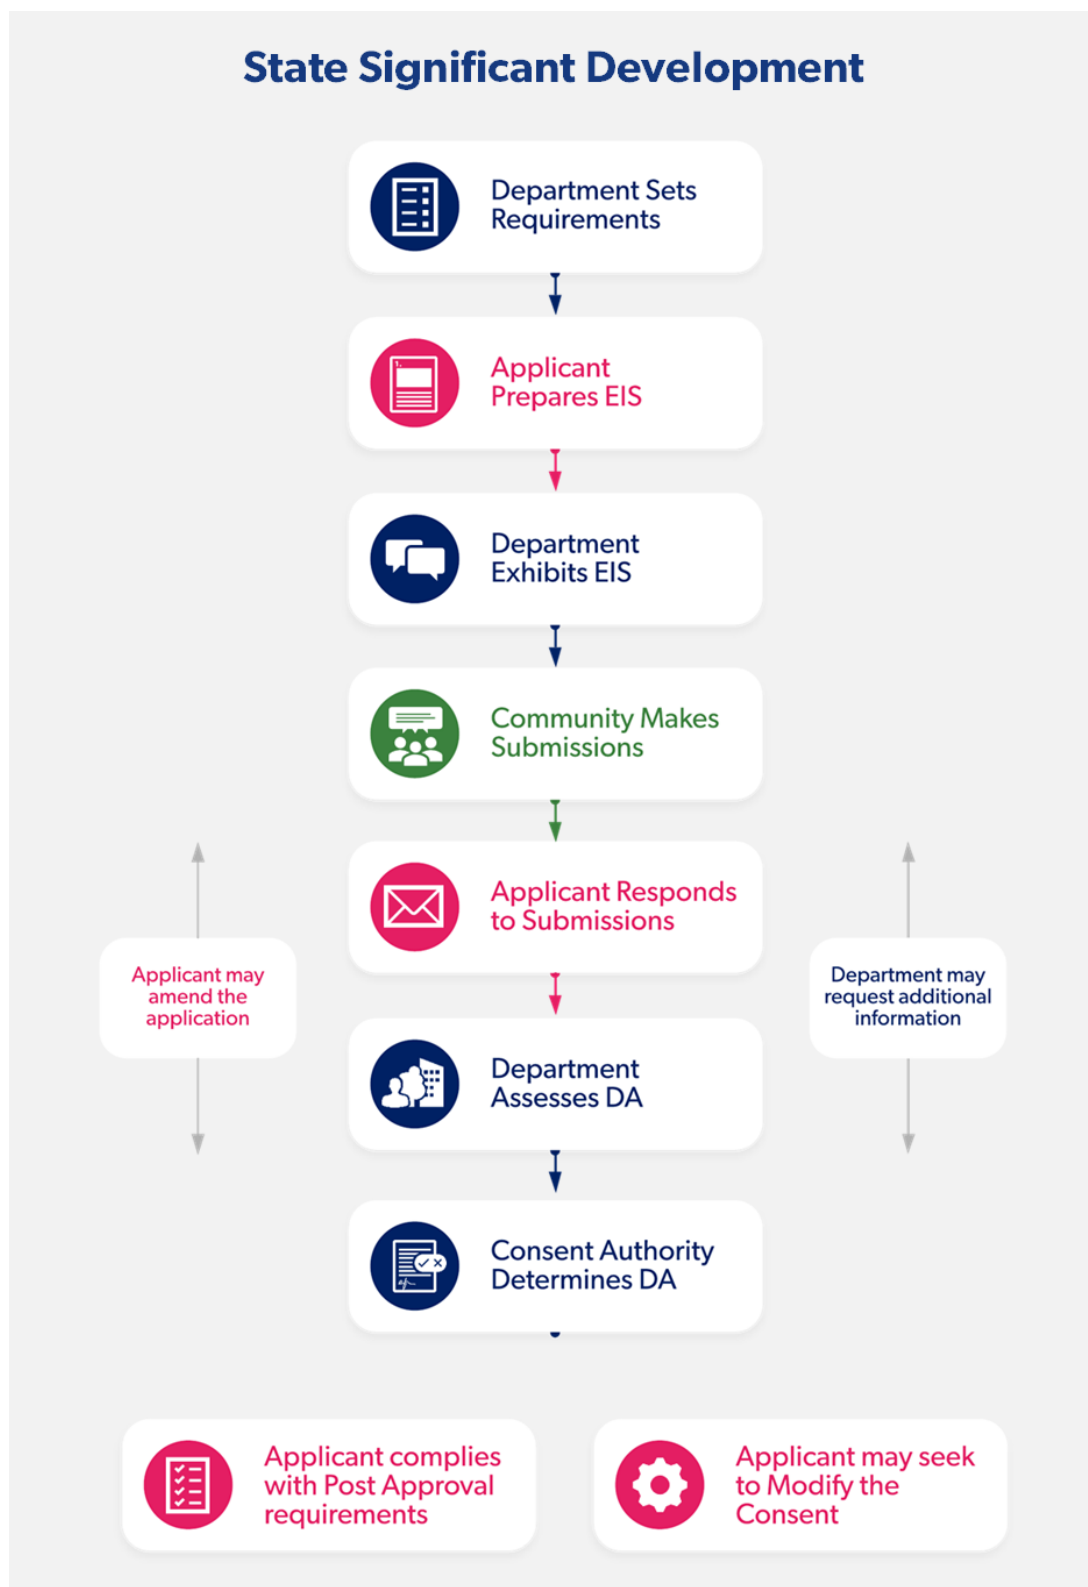 State Significant Development
Department Sets
Requirements
1.
Applicant
Prepares EIS
Department
Exhibits EIS
Community Makes
Submissions
Applicant Responds
to Submissions
Applicant may
amend the
application
Department may
request additional
information
Department
Assesses DA
Consent Authority
Determines DA
Applicant complies
with Post Approval
requirements
Applicant may seek
to Modify the
Consent